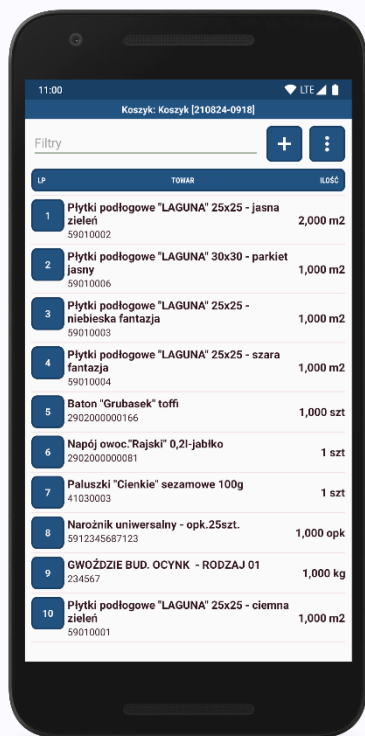 11:00 LTE
Koszyk: Koszyk [210824-0918]
Filtry +
LP TOWAR ILOŚĆ
1 Płytki podłogowe "LAGUNA" 25x25 - jasna
zieleń 2,000 m2
59010002
2 Płytki podłogowe "LAGUNA" 30x30 - parkiet
jasny 1,000 m2
59010006
3 Płytki podłogowe "LAGUNA" 25x25 -
niebieska fantazja 1,000 m2
59010003
4 Płytki podłogowe "LAGUNA" 25x25 - szara
fantazja 1,000 m2
59010004
5 Baton "Grubasek" toffi 1,000 szt
2902000000166
6 Napój owoc."Rajski" 0,2l-jabłko 1 szt
2902000000081
7 Paluszki "Cienkie" sezamowe 100g 1 szt
41030003
8 Narożnik uniwersalny - opk.25szt. 1,000 opk
5912345687123
9 GWOŹDZIE BUD. OCYNK  - RODZAJ 01 1,000 kg
234567
10 Płytki podłogowe "LAGUNA" 25x25 - ciemna
zieleń 1,000 m2
59010001